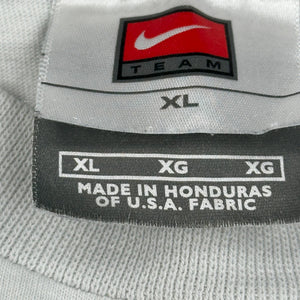 TEAM
XL
XL XG XG
MADE IN HONDURAS
OF U.S.A. FABRIC